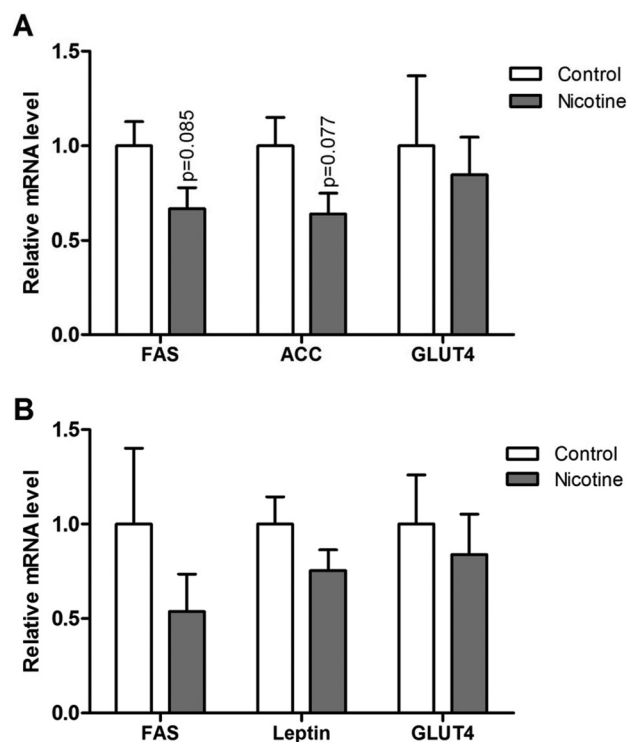 A
Relative mRNA level
1.5
1.0
0.5
0.0
p=0.085
p=0.077
Control
Nicotine
FAS ACC GLUT4
B
Relative mRNA level
1.5
1.0
0.5
0.0
Control
Nicotine
FAS Leptin GLUT4